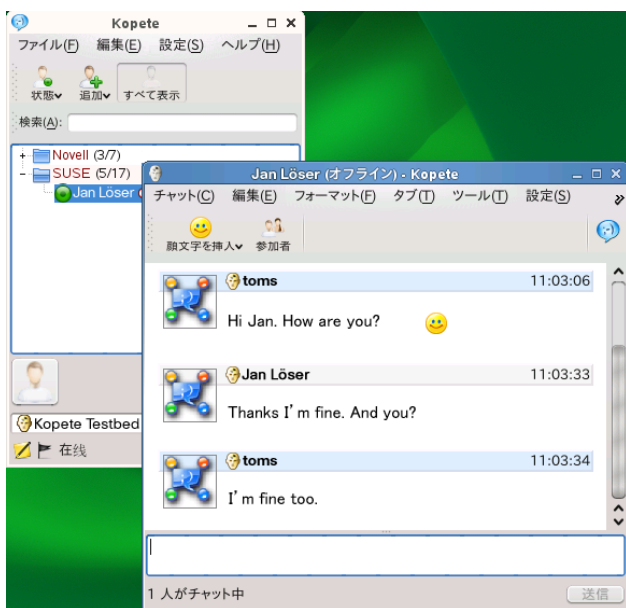 Kopete
ファイル(F) 編集(E) 設定(S) ヘルプ(H)
状態 追加 すべて表示
検索(A):
Novell (3/7)
SUSE (5/17)
Jan Löser
Kopete Testbed
在线
Jan Löser (オフライン) - Kopete
チャット(C) 編集(E) フォーマット(F) タブ(T) ツール(T) 設定(S) »
顔文字を挿入 参加者
toms 11:03:06
Hi Jan. How are you?
Jan Löser 11:03:33
Thanks I'm fine. And you?
toms 11:03:34
I'm fine too.
1 人がチャット中 送信